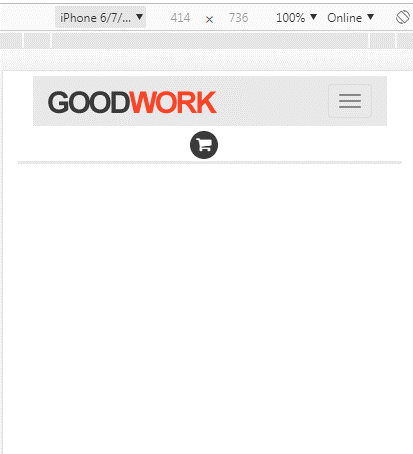 iPhone 6/7/... ▼ 414 × 736 100% ▼ Online ▼
GOODWORK